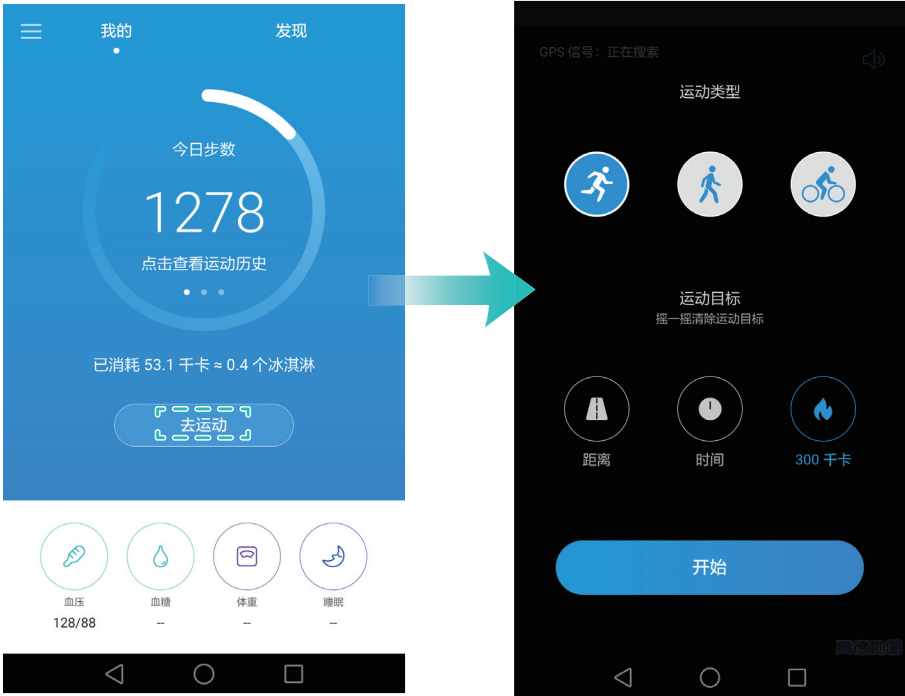 我的
发现
今日步数
1278
点击查看运动历史
已消耗 53.1 千卡 ≈ 0.4 个冰淇淋
去运动
血压
血糖
体重
睡眠
128/88
--
--
--
GPS 信号：正在搜索
运动类型
运动目标
摇一摇清除运动目标
距离
时间
300 千卡
开始
高德地图